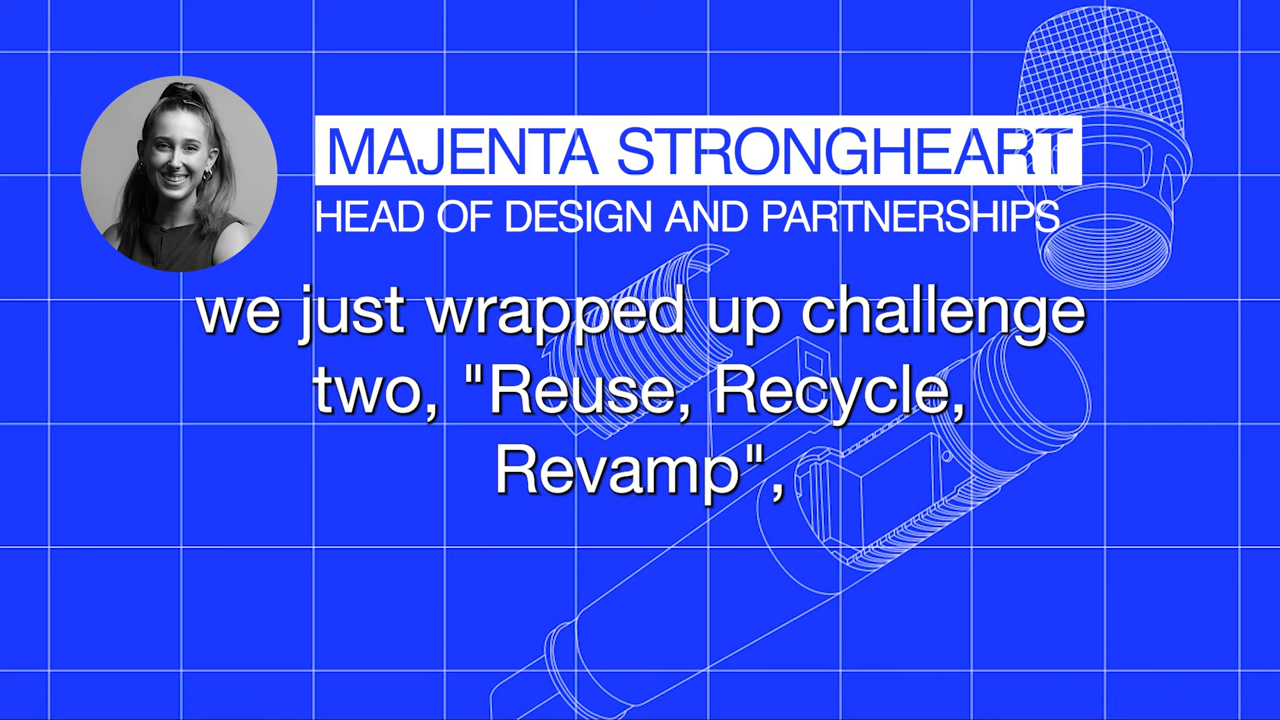 MAJENTA STRONGHEART
HEAD OF DESIGN AND PARTNERSHIPS
we just wrapped up challenge
two, "Reuse, Recycle,
Revamp",